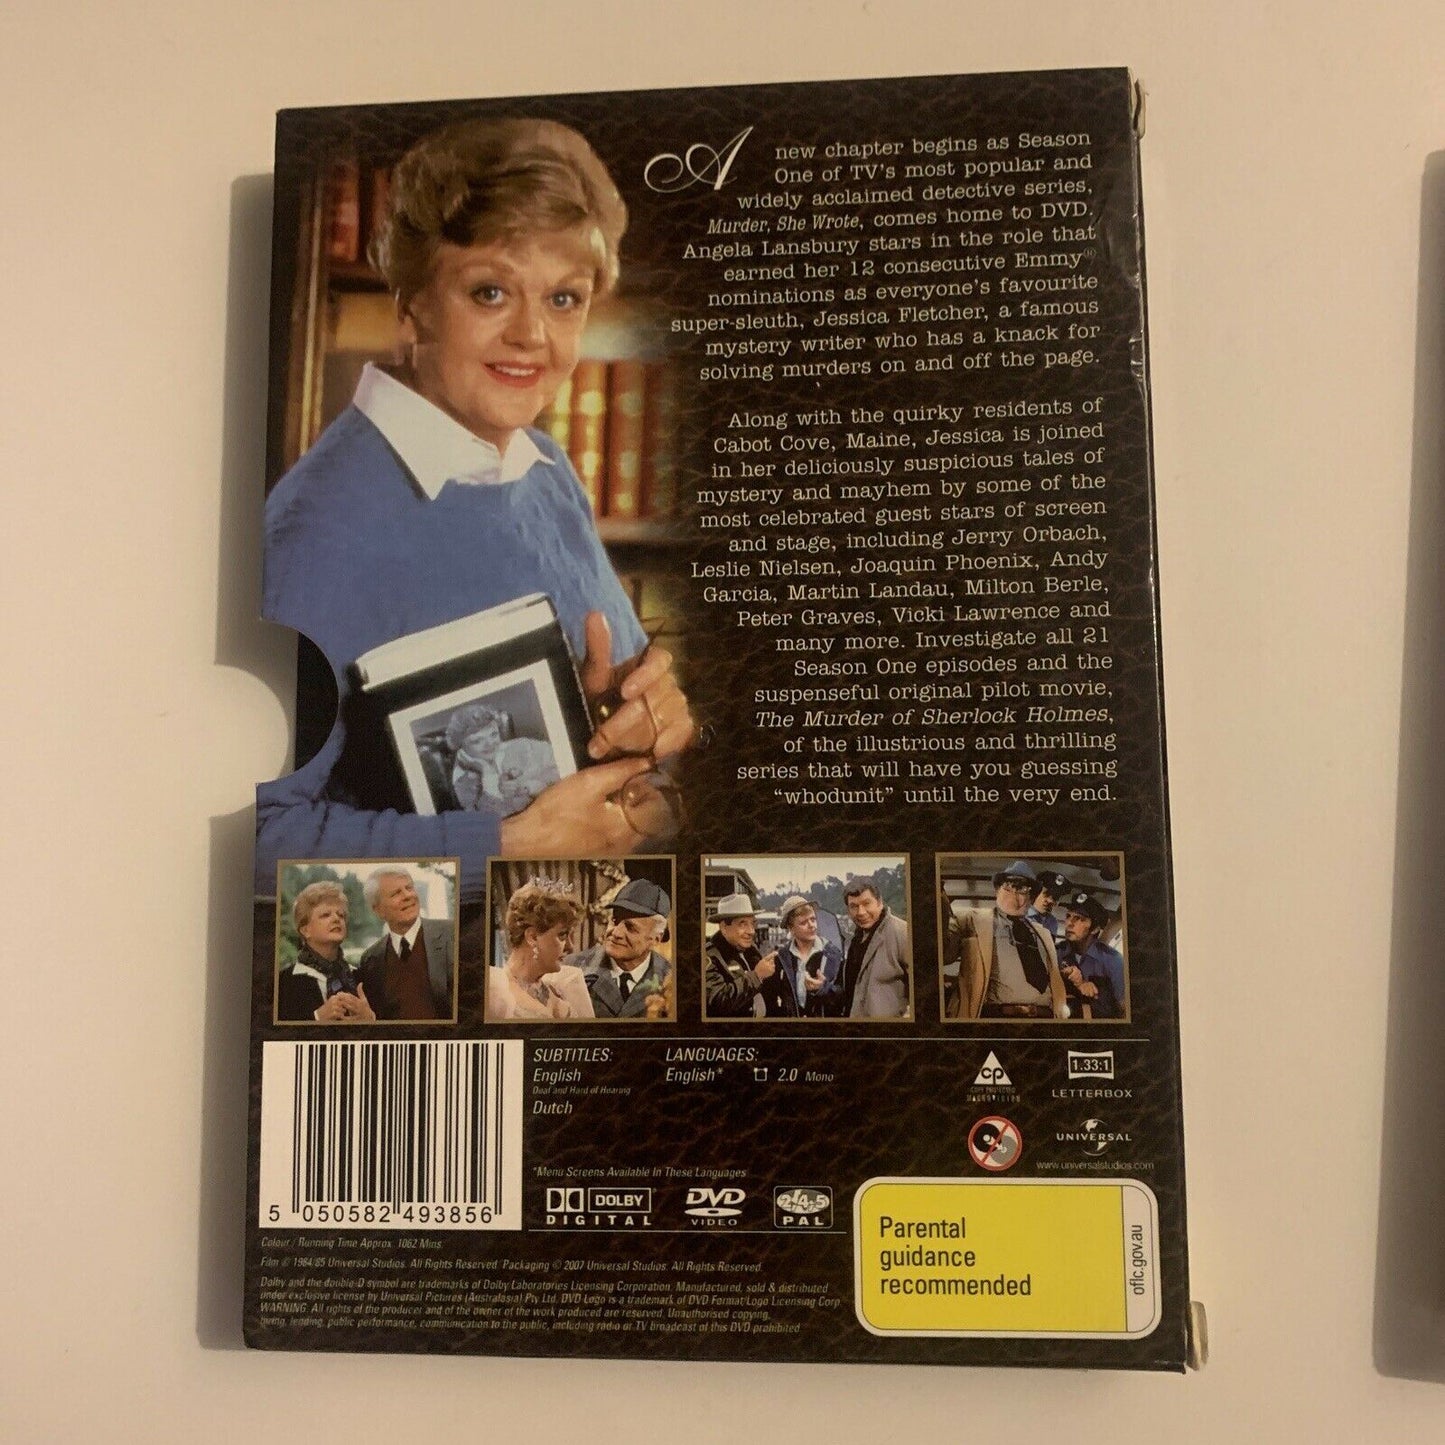 A new chapter begins as Season
One of TV's most popular and
widely acclaimed detective series,
Murder, She Wrote, comes home to DVD.
Angela Lansbury stars in the role that
earned her 12 consecutive Emmy®
nominations as everyone's favourite
super-sleuth, Jessica Fletcher, a famous
mystery writer who has a knack for
solving murders on and off the page.
Along with the quirky residents of
Cabot Cove, Maine, Jessica is joined
in her deliciously suspicious tales of
mystery and mayhem by some of the
most celebrated guest stars of screen
and stage, including Jerry Orbach,
Leslie Nielsen, Joaquin Phoenix, Andy
Garcia, Martin Landau, Milton Berle,
Peter Graves, Vicki Lawrence and
many more. Investigate all 21
Season One episodes and the
suspenseful original pilot movie,
The Murder of Sherlock Holmes,
of the illustrious and thrilling
series that will have you guessing
"whodunit" until the very end.
SUBTITLES:
English
Deaf and Hard of Hearing
Dutch
LANGUAGES:
English* 2.0 Mono
*Menu Screens Available In These Languages
DOLBY
DIGITAL
DVD
VIDEO
2/4/5
PAL
CP
COPY PROTECTED
MACROVISION
1.33:1
LETTERBOX
UNIVERSAL
www.universalstudios.com
5 050582 493856
Parental
guidance
recommended
oflc.gov.au
Colour / Running Time Approx. 1062 Mins.
Film © 1984/85 Universal Studios. All Rights Reserved. Packaging © 2007 Universal Studios. All Rights Reserved.
Dolby and the double-D symbol are trademarks of Dolby Laboratories Licensing Corporation. Manufactured, sold & distributed
under exclusive license by Universal Pictures (Australasia) Pty Ltd. DVD Logo is a trademark of DVD Format/Logo Licensing Corp.
WARNING: All rights of the producer and of the owner of the work produced are reserved. Unauthorised copying,
hiring, lending, public performance, communication to the public, including radio or TV broadcast of this DVD prohibited.